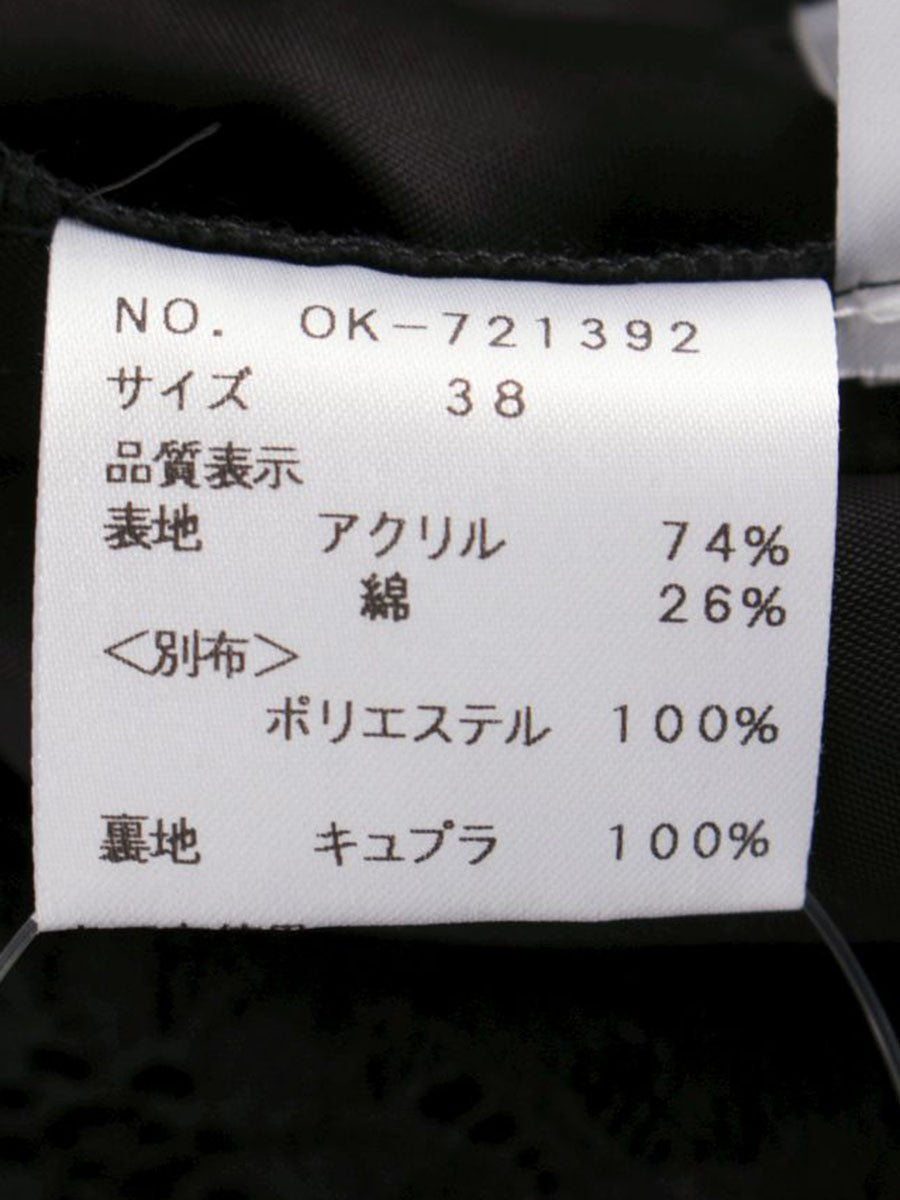 NO. OK-721392
サイズ 38
品質表示
表地 アクリル 74%
綿 26%
<別布>
ポリエステル 100%
裏地 キュプラ 100%